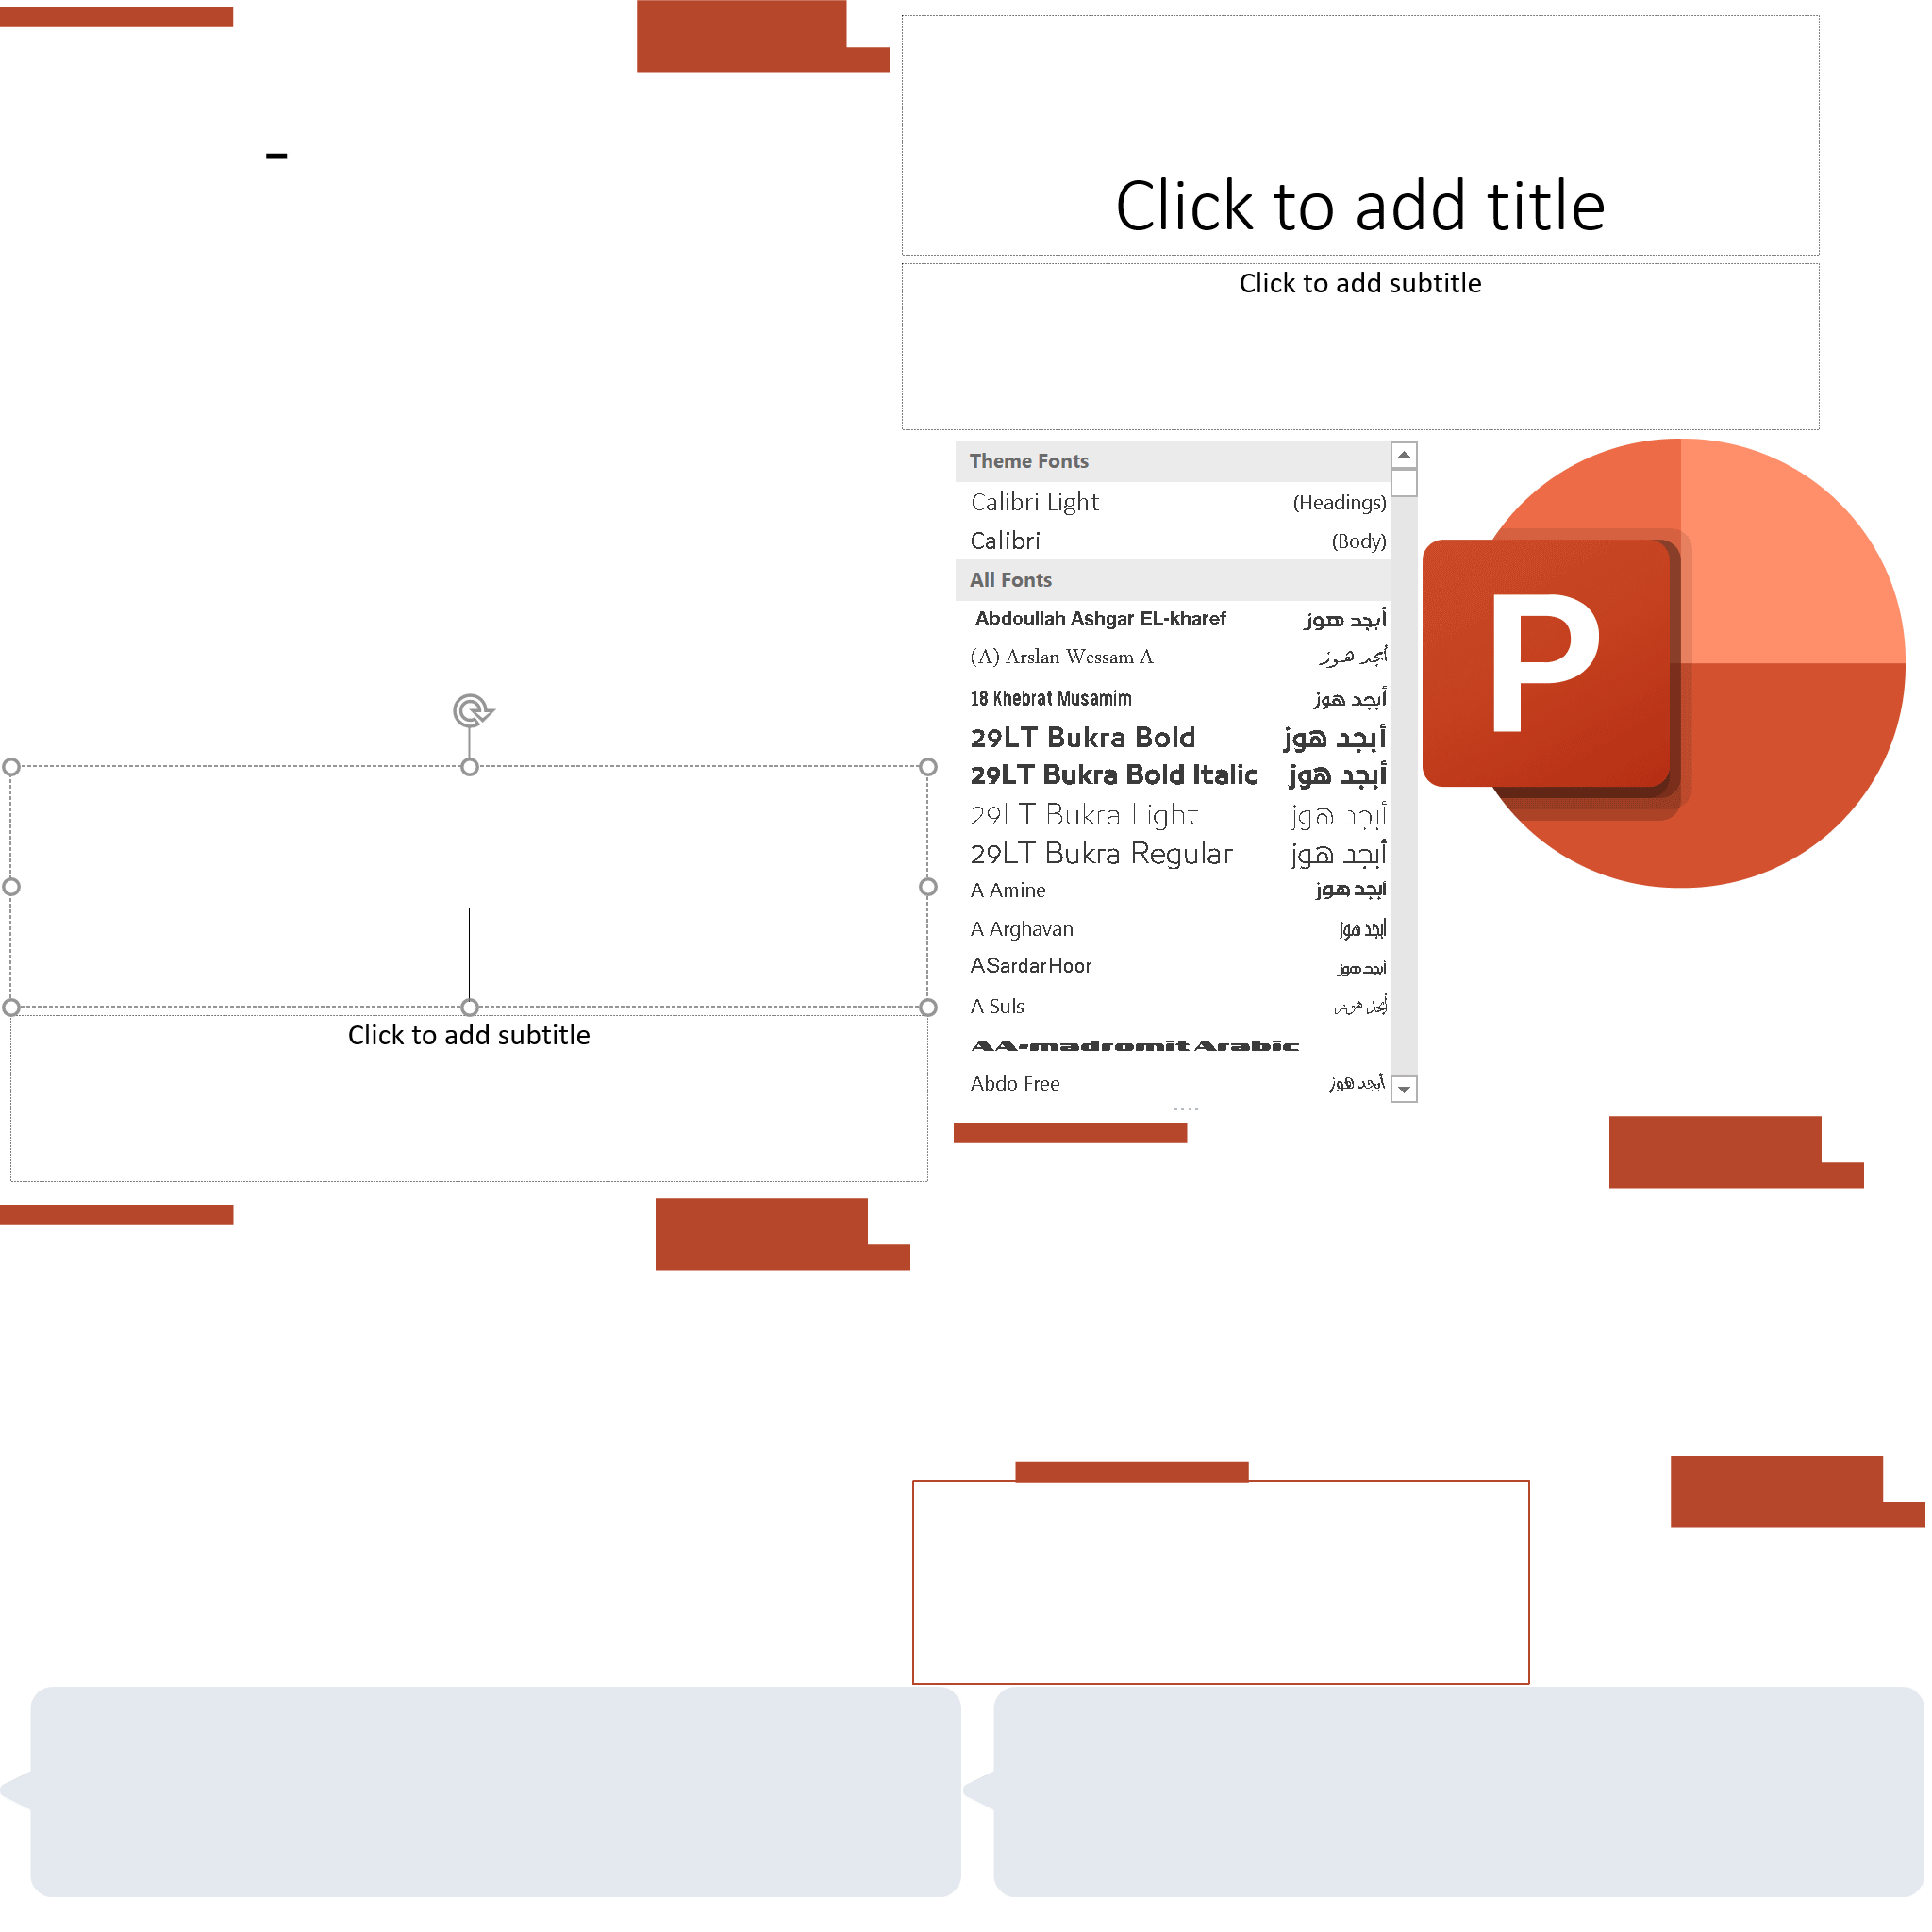 -
Click to add title
Click to add subtitle
Theme Fonts
Calibri Light (Headings)
Calibri (Body)
All Fonts
Abdoullah Ashgar EL-kharef أبجد هوز
(A) Arslan Wessam A أبجد هوز
18 Khebrat Musamim أبجد هوز
29LT Bukra Bold أبجد هوز
29LT Bukra Bold Italic أبجد هوز
29LT Bukra Light أبجد هوز
29LT Bukra Regular أبجد هوز
A Amine أبجد هوز
A Arghavan أبجد هوز
ASardarHoor أبجد هوز
A Suls أبجد هوز
AA-madromit Arabic
Abdo Free أبجد هوز
P
Click to add subtitle